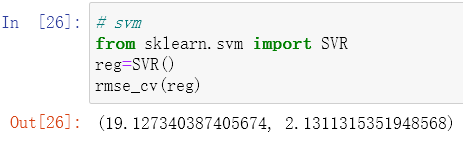 In [26]: # svm
from sklearn.svm import SVR
reg=SVR()
rmse_cv(reg)
Out[26]: (19.127340387405674, 2.1311315351948568)